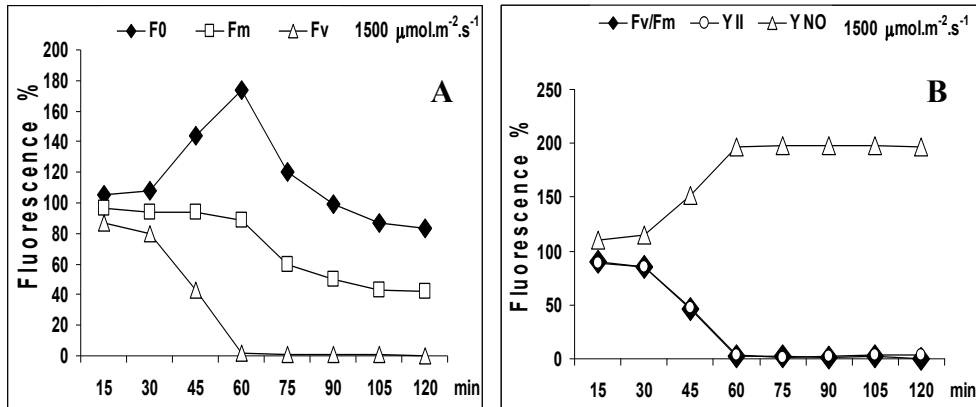 F0 Fm Fv 1500 μmol.m-2.s-1
A
Fluorescence %
200
180
160
140
120
100
80
60
40
20
0
15 30 45 60 75 90 105 120 min
Fv/Fm Y II Y NO 1500 μmol.m-2.s-1
B
Fluorescence %
250
200
150
100
50
0
15 30 45 60 75 90 105 120 min